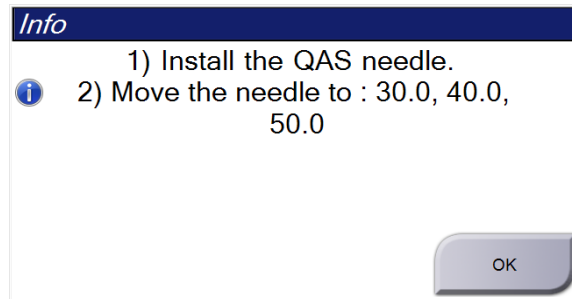 Info
1) Install the QAS needle.
2) Move the needle to : 30.0, 40.0,
50.0
OK